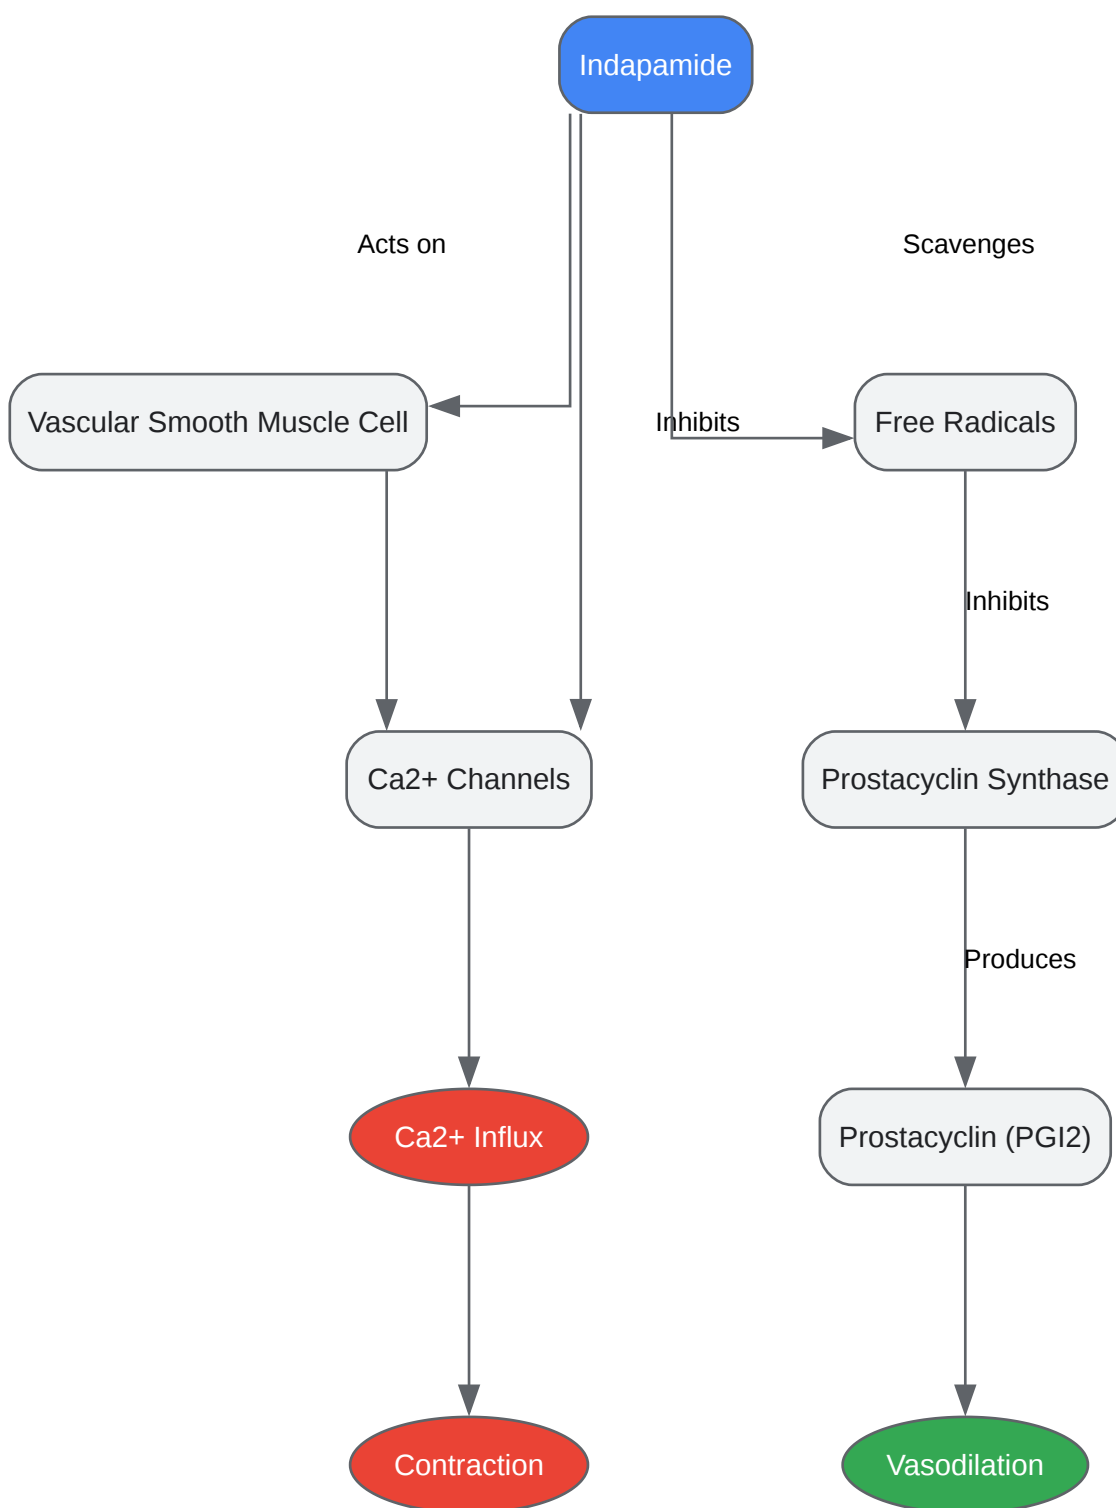 Indapamide
Acts on
Scavenges
Vascular Smooth Muscle Cell
Inhibits
Free Radicals
Inhibits
Ca2+ Channels
Prostacyclin Synthase
Produces
Ca2+ Influx
Prostacyclin (PGI2)
Contraction
Vasodilation